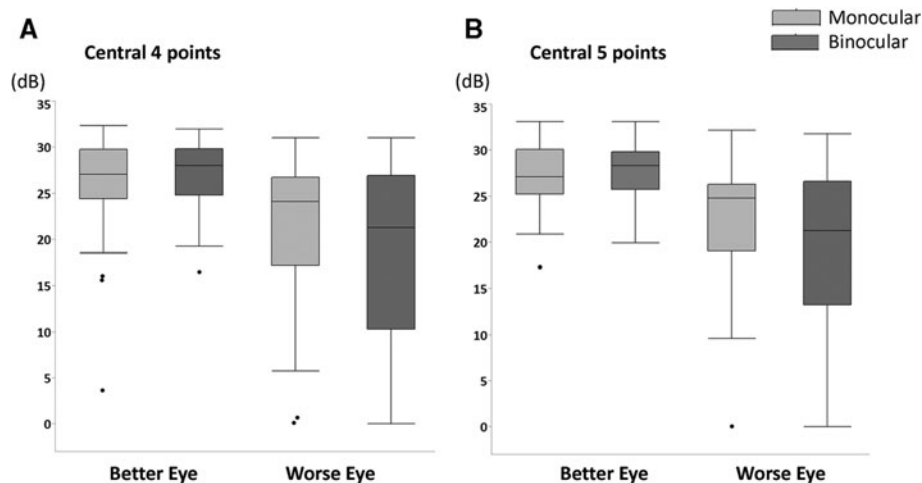 A
Central 4 points
(dB)
35
30
25
20
15
10
5
0
Better Eye
Worse Eye
B
Central 5 points
(dB)
35
30
25
20
15
10
5
0
Better Eye
Worse Eye
Monocular
Binocular